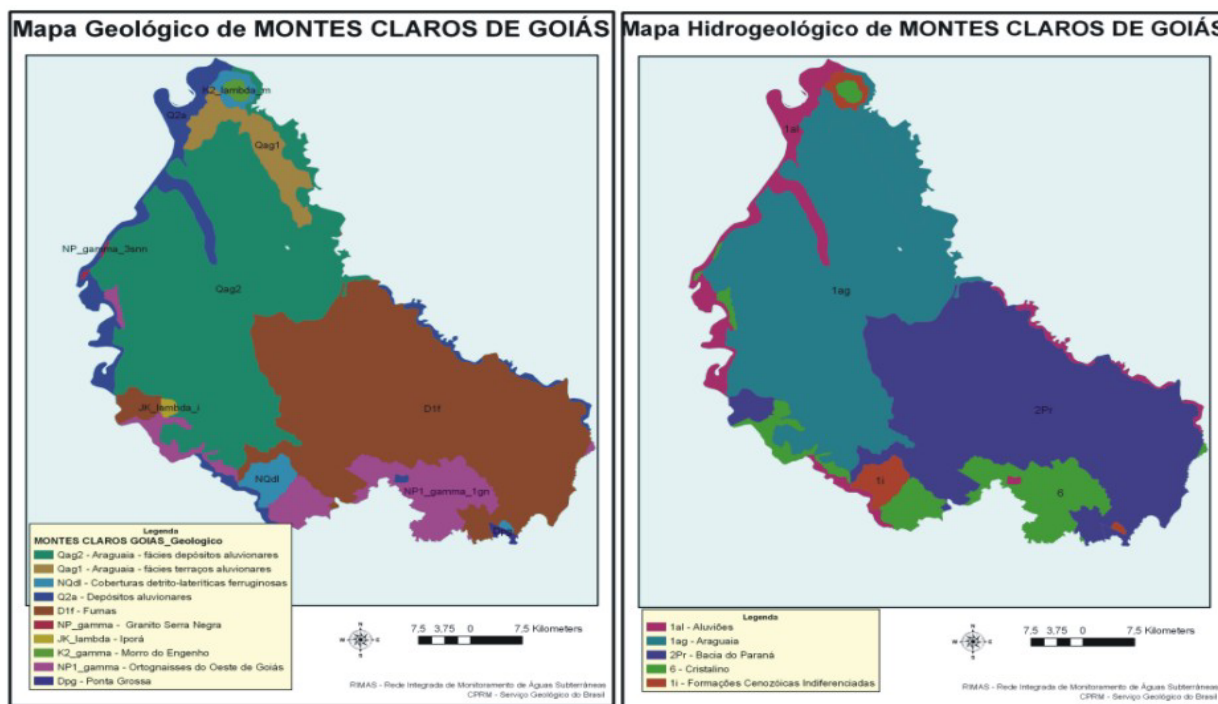 Mapa Geológico de MONTES CLAROS DE GOIÁS
K2_lambda_m
Q2a
Qag1
NP_gamma_3snn
Qag2
JK_lambda_i
D1f
NQdl
NP1_gamma_1gn
Dpg
Legenda
MONTES CLAROS GOIAS_Geologico
Qag2 - Araguaia - fácies depósitos aluvionares
Qag1 - Araguaia - fácies terraços aluvionares
NQdl - Coberturas detrito-lateríticas ferruginosas
Q2a - Depósitos aluvionares
D1f - Furnas
NP_gamma - Granito Serra Negra
JK_lambda - Iporá
K2_gamma - Morro do Engenho
NP1_gamma - Ortognaisses do Oeste de Goiás
Dpg - Ponta Grossa
N
W E
S
7,5 3,75 0 7,5 Kilometers
RIMAS - Rede Integrada de Monitoramento de Águas Subterrâneas
CPRM - Serviço Geológico do Brasil
Mapa Hidrogeológico de MONTES CLAROS DE GOIÁS
1al
1ag
2Pr
1i
6
Legenda
1al - Aluviões
1ag - Araguaia
2Pr - Bacia do Paraná
6 - Cristalino
1i - Formações Cenozóicas Indiferenciadas
N
W E
S
7,5 3,75 0 7,5 Kilometers
RIMAS - Rede Integrada de Monitoramento de Águas Subterrâneas
CPRM - Serviço Geológico do Brasil